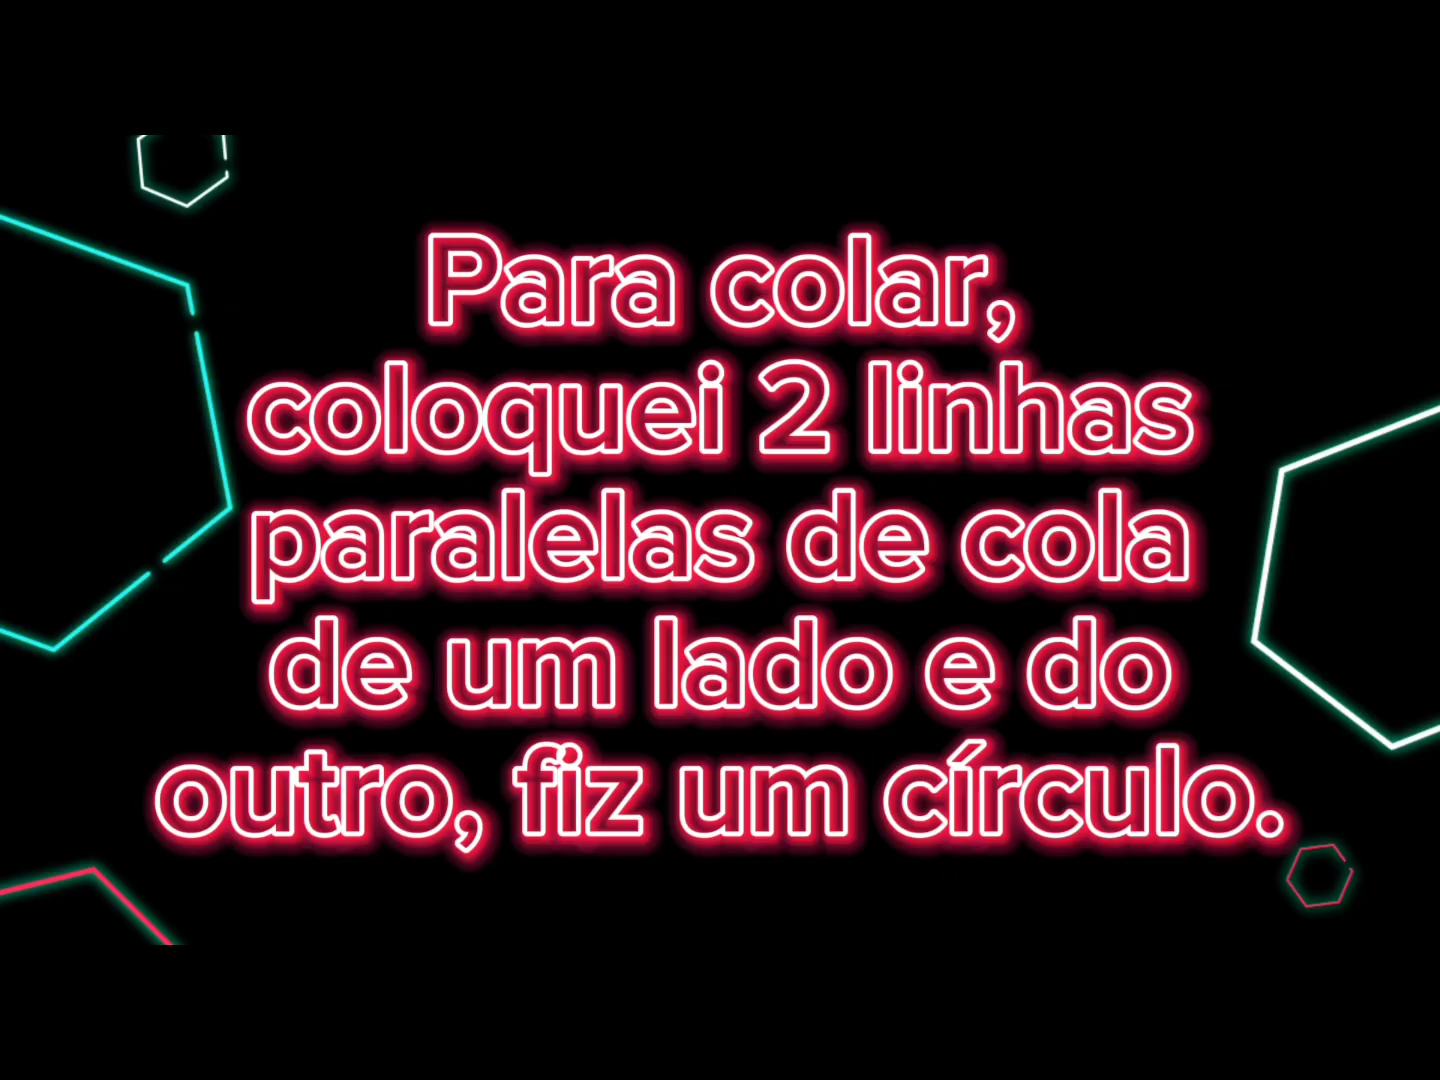 Para colar,
coloquei 2 linhas
paralelas de cola
de um lado e do
outro, fiz um círculo.